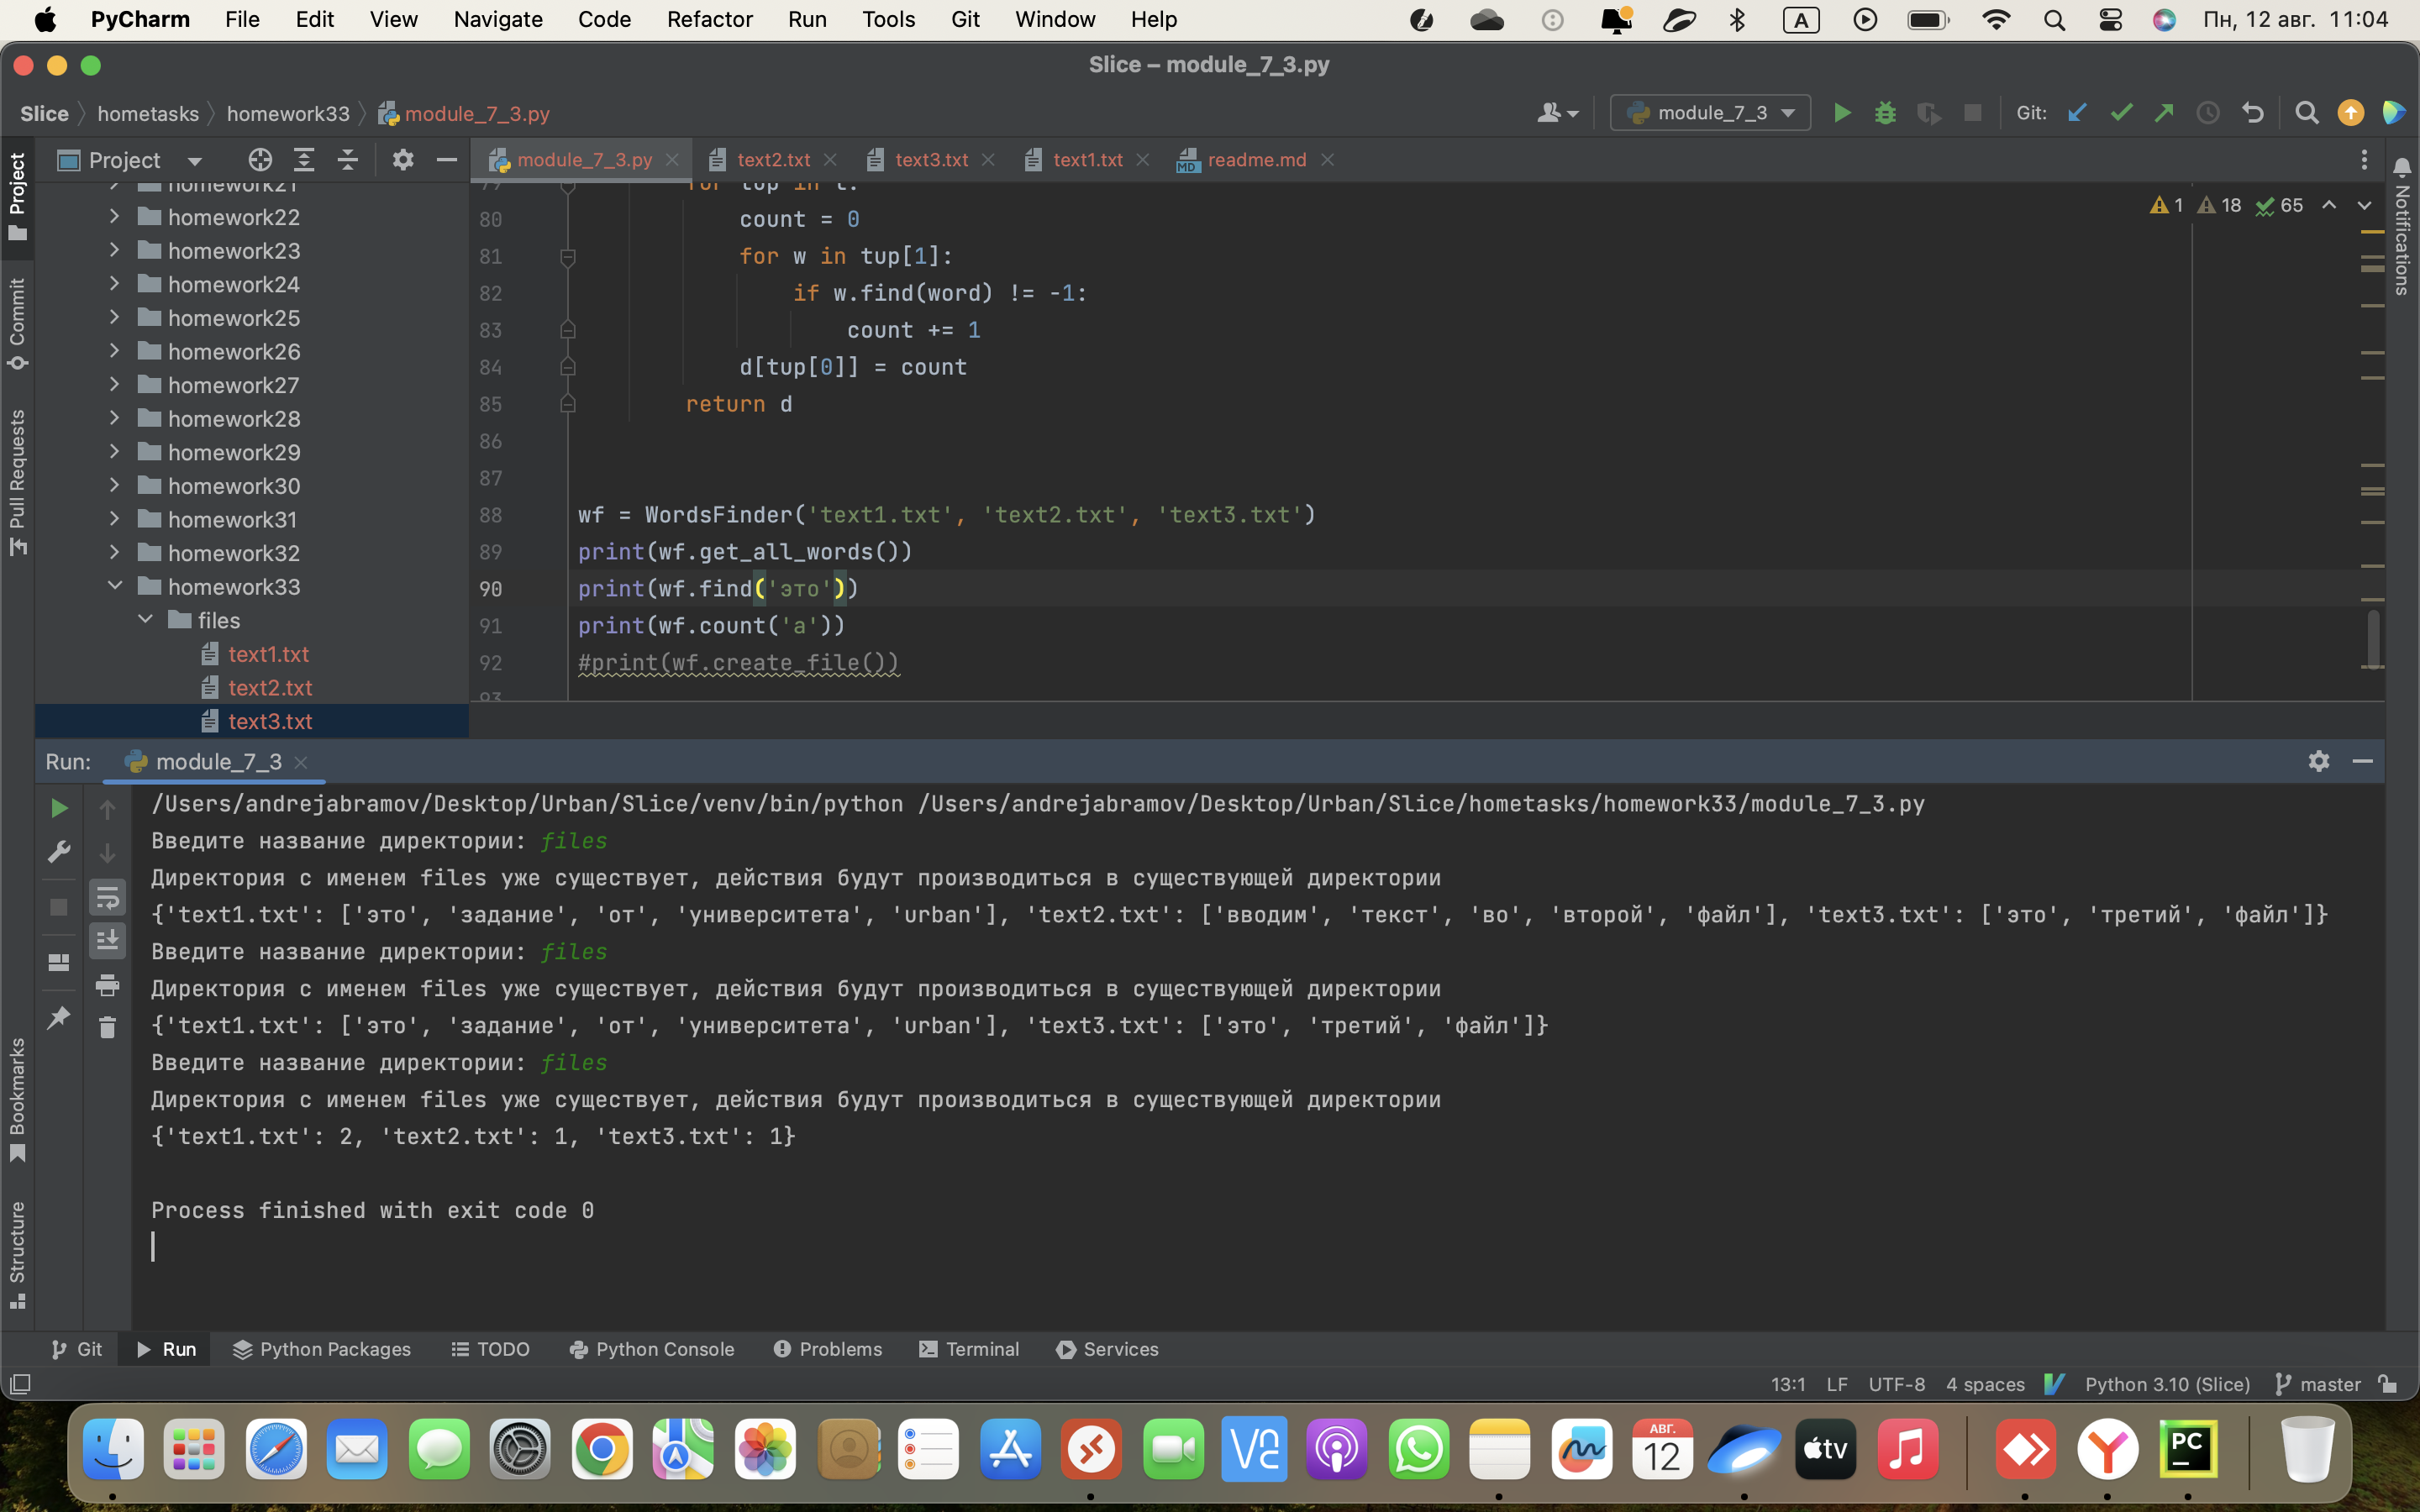 PyCharm File Edit View Navigate Code Refactor Run Tools Git Window Help A Пн, 12 авг. 11:04
Slice – module_7_3.py
Slice hometasks homework33 module_7_3.py module_7_3 Git:
Project module_7_3.py text2.txt text3.txt text1.txt readme.md
homework21
homework22
homework23
homework24
homework25
homework26
homework27
homework28
homework29
homework30
homework31
homework32
homework33
files
text1.txt
text2.txt
text3.txt
1 18 65
79 for tup in t:
80 count = 0
81 for w in tup[1]:
82 if w.find(word) != -1:
83 count += 1
84 d[tup[0]] = count
85 return d
86
87
88 wf = WordsFinder('text1.txt', 'text2.txt', 'text3.txt')
89 print(wf.get_all_words())
90 print(wf.find('это'))
91 print(wf.count('а'))
92 #print(wf.create_file())
93
Project
Commit
Pull Requests
Bookmarks
Structure
Notifications
Run: module_7_3
/Users/andrejabramov/Desktop/Urban/Slice/venv/bin/python /Users/andrejabramov/Desktop/Urban/Slice/hometasks/homework33/module_7_3.py
Введите название директории: files
Директория с именем files уже существует, действия будут производиться в существующей директории
{'text1.txt': ['это', 'задание', 'от', 'университета', 'urban'], 'text2.txt': ['вводим', 'текст', 'во', 'второй', 'файл'], 'text3.txt': ['это', 'третий', 'файл']}
Введите название директории: files
Директория с именем files уже существует, действия будут производиться в существующей директории
{'text1.txt': ['это', 'задание', 'от', 'университета', 'urban'], 'text3.txt': ['это', 'третий', 'файл']}
Введите название директории: files
Директория с именем files уже существует, действия будут производиться в существующей директории
{'text1.txt': 2, 'text2.txt': 1, 'text3.txt': 1}
Process finished with exit code 0
Git Run Python Packages TODO Python Console Problems Terminal Services
13:1 LF UTF-8 4 spaces Python 3.10 (Slice) master
АВГ.
12
tv
PC